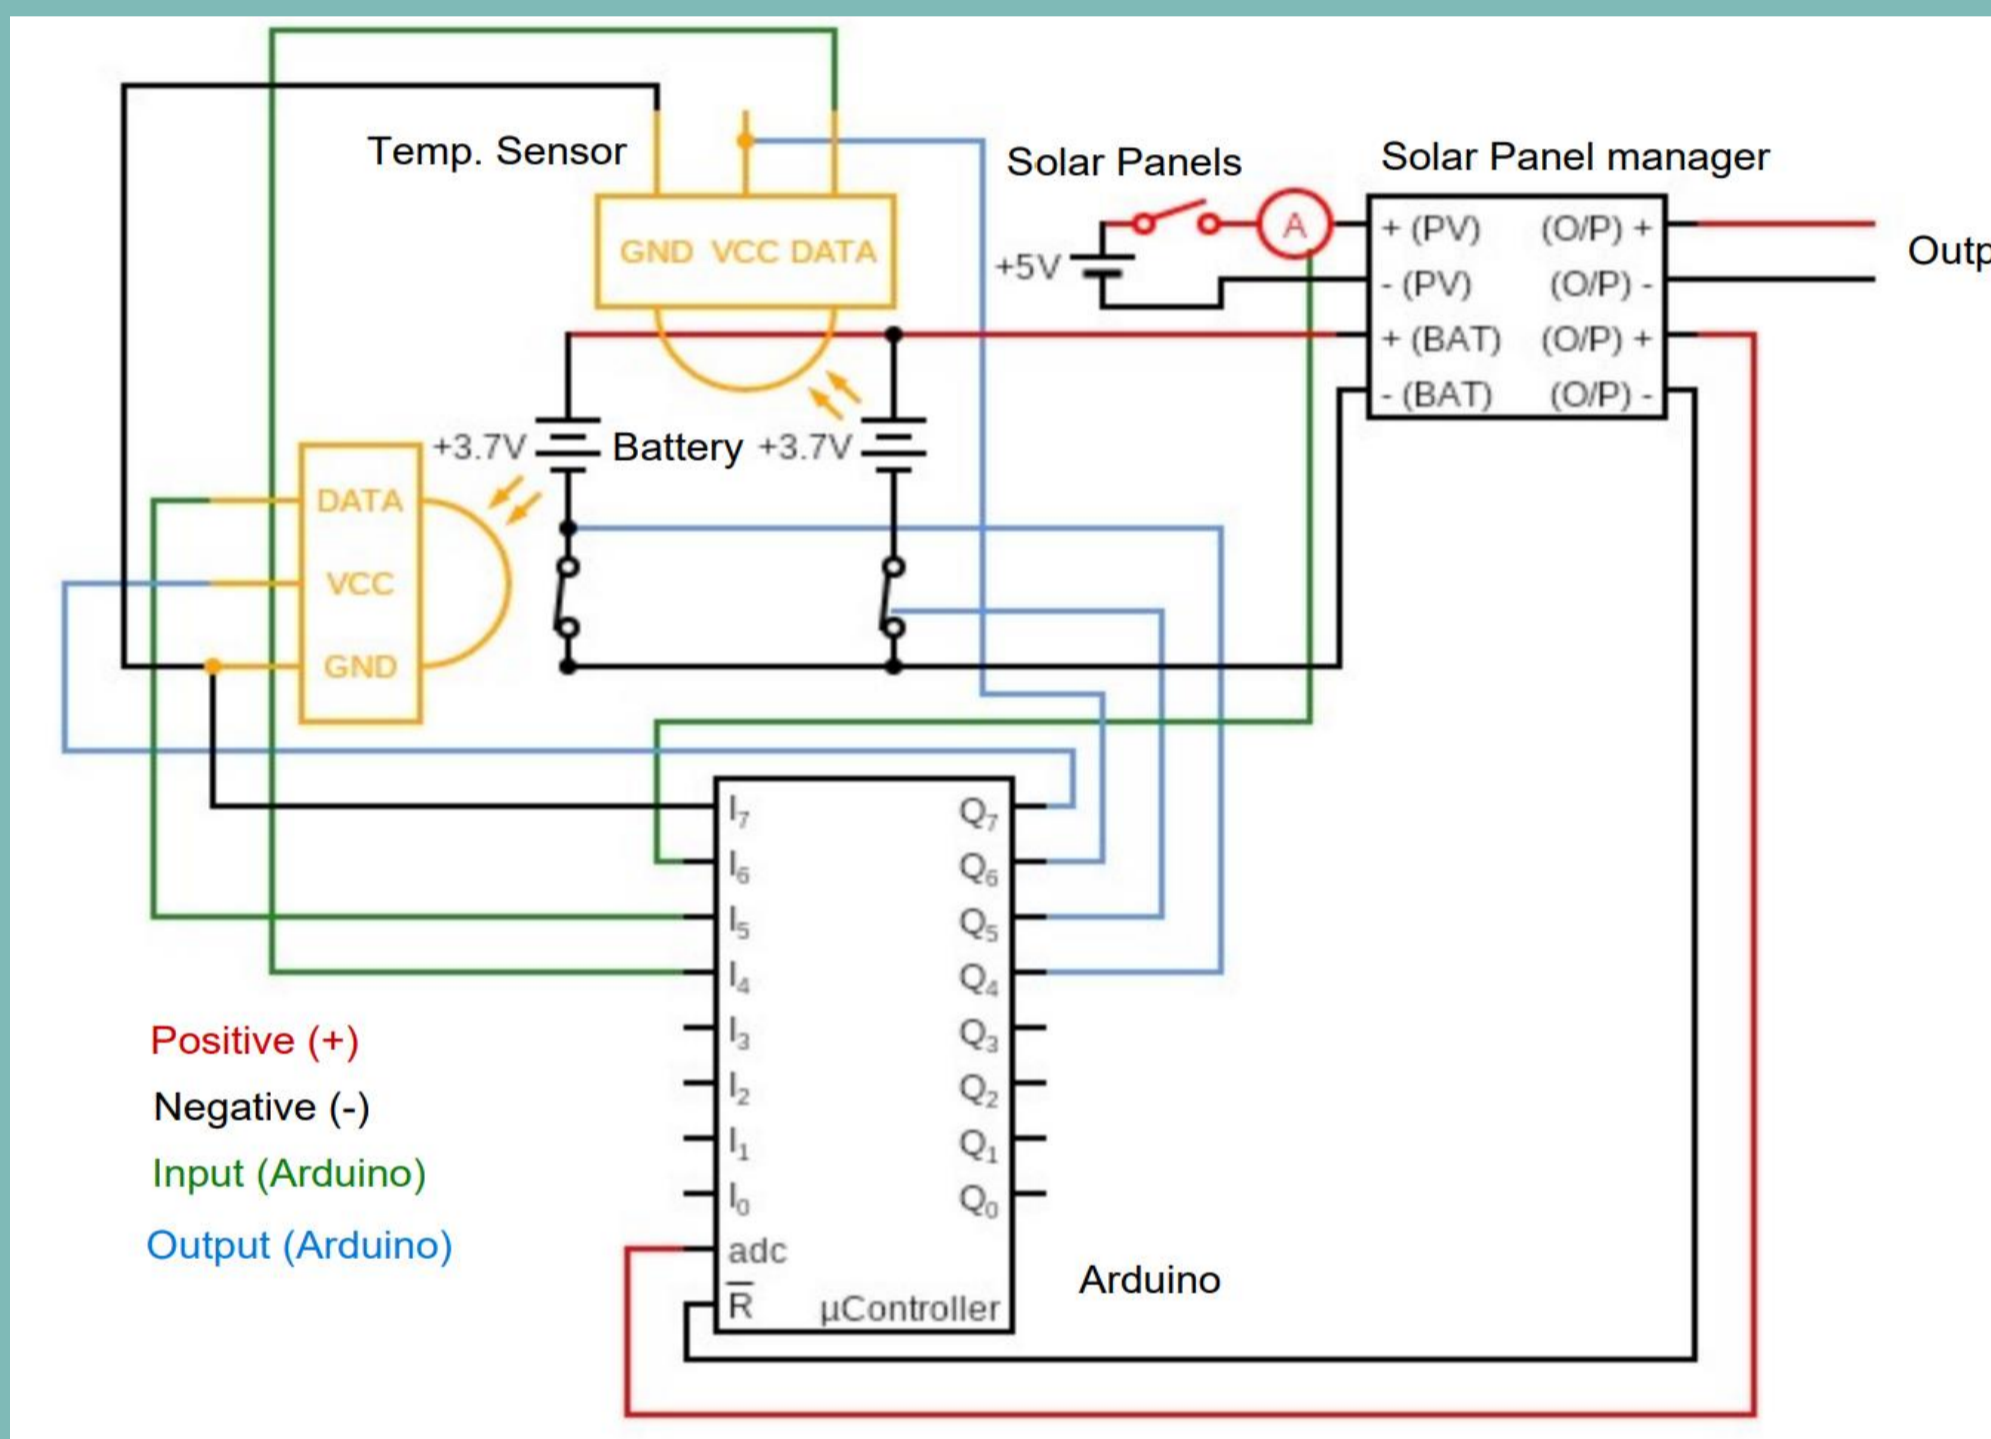 Temp. Sensor
GND VCC DATA
Solar Panels
+5V
A
Solar Panel manager
+ (PV) (O/P) +
- (PV) (O/P) -
+ (BAT) (O/P) +
- (BAT) (O/P) -
Outp
+3.7V Battery +3.7V
DATA
VCC
GND
I7 Q7
I6 Q6
I5 Q5
I4 Q4
I3 Q3
I2 Q2
I1 Q1
I0 Q0
adc
R µController
Arduino
Positive (+)
Negative (-)
Input (Arduino)
Output (Arduino)